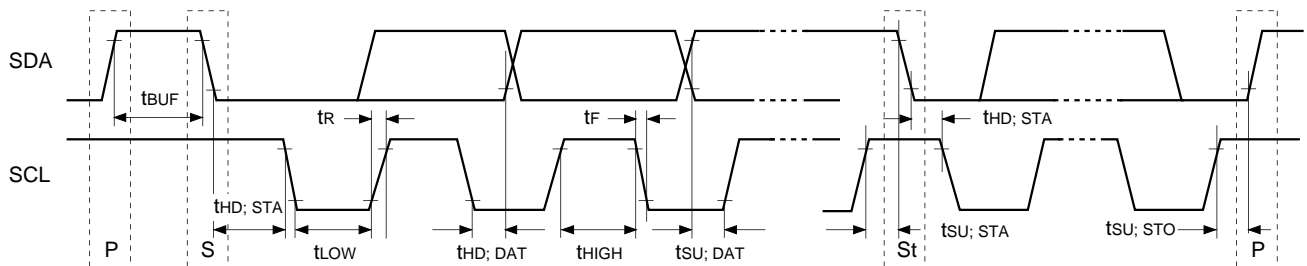 SDA
tBUF
tR
tF
tHD; STA
SCL
tHD; STA
tSU; STA
tSU; STO
P
S
tLOW
tHD; DAT
tHIGH
tSU; DAT
St
P